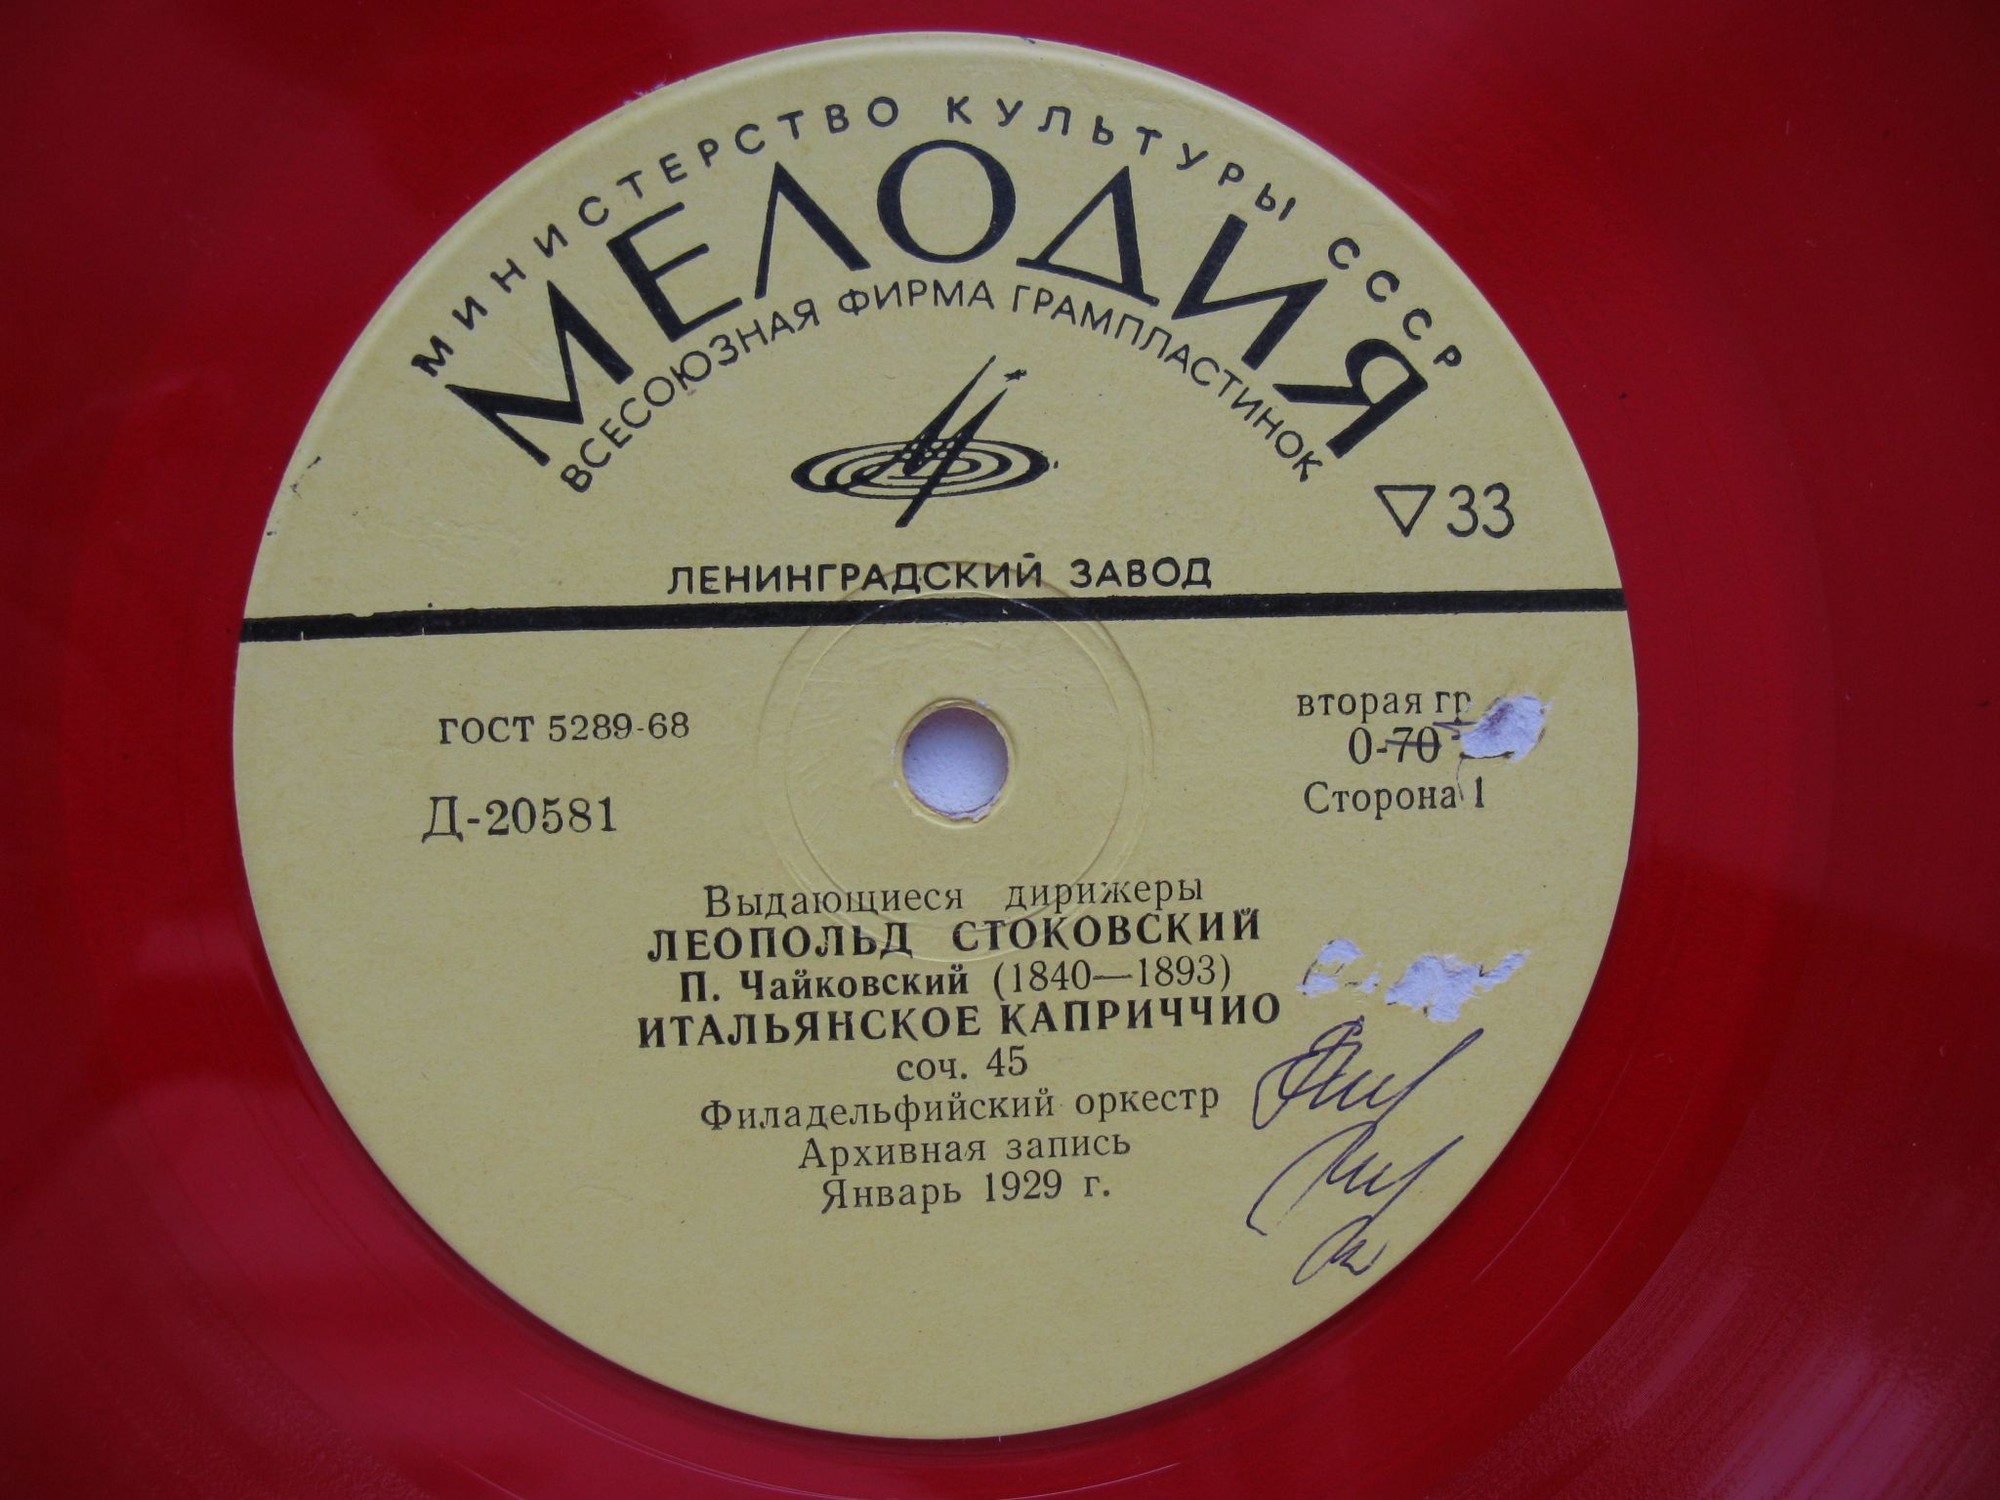 МИНИСТЕРСТВО КУЛЬТУРЫ СССР
МЕЛОДИЯ
ВСЕСОЮЗНАЯ ФИРМА ГРАМПЛАСТИНОК
33
ЛЕНИНГРАДСКИЙ ЗАВОД
ГОСТ 5289-68
Д-20581
вторая гр
0-70
Сторона 1
Выдающиеся дирижеры
ЛЕОПОЛЬД СТОКОВСКИЙ
П. Чайковский (1840—1893)
ИТАЛЬЯНСКОЕ КАПРИЧЧИО
соч. 45
Филадельфийский оркестр
Архивная запись
Январь 1929 г.